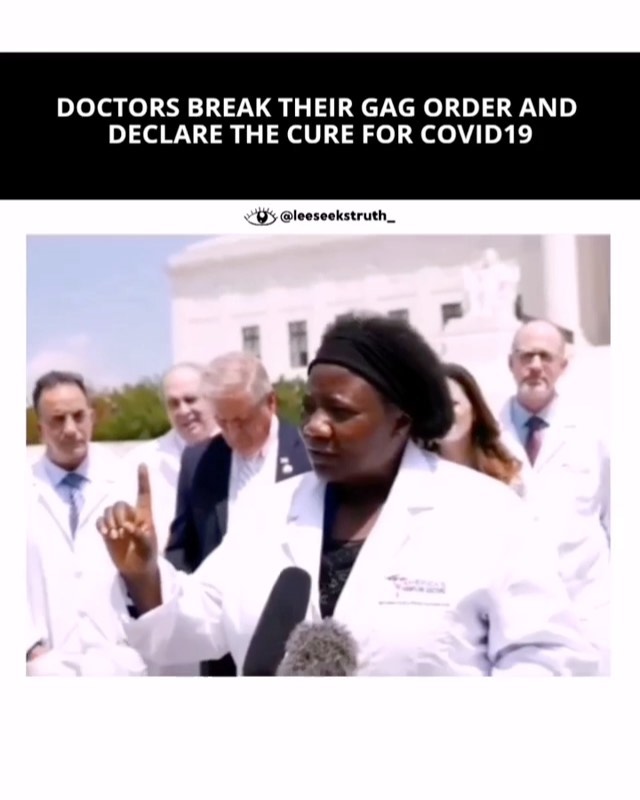 DOCTORS BREAK THEIR GAG ORDER AND
DECLARE THE CURE FOR COVID19
@leeseekstruth_